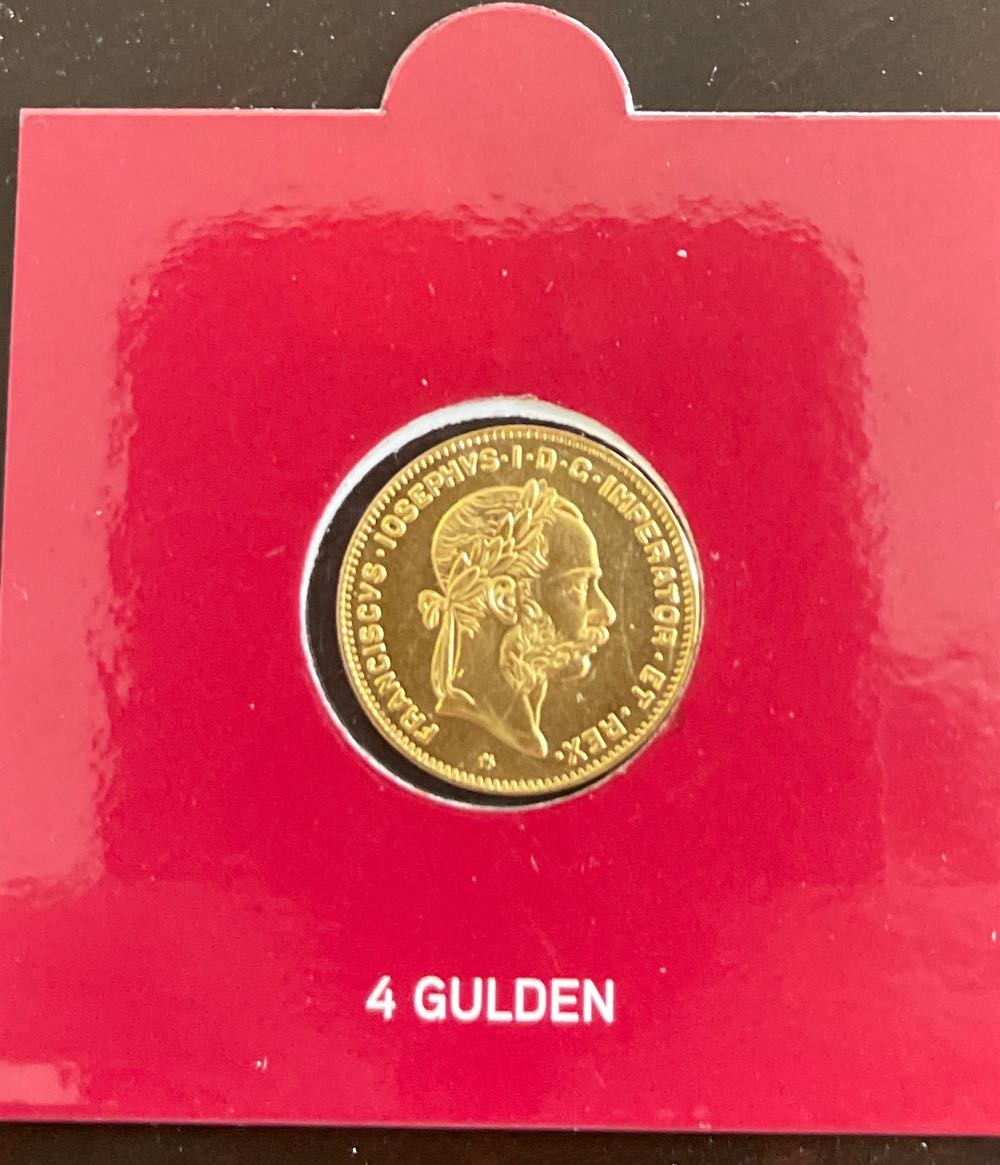 FRANCISCVS·IOSEPHVS·I·D·G·IMPERATOR·ET·REX·
4 GULDEN